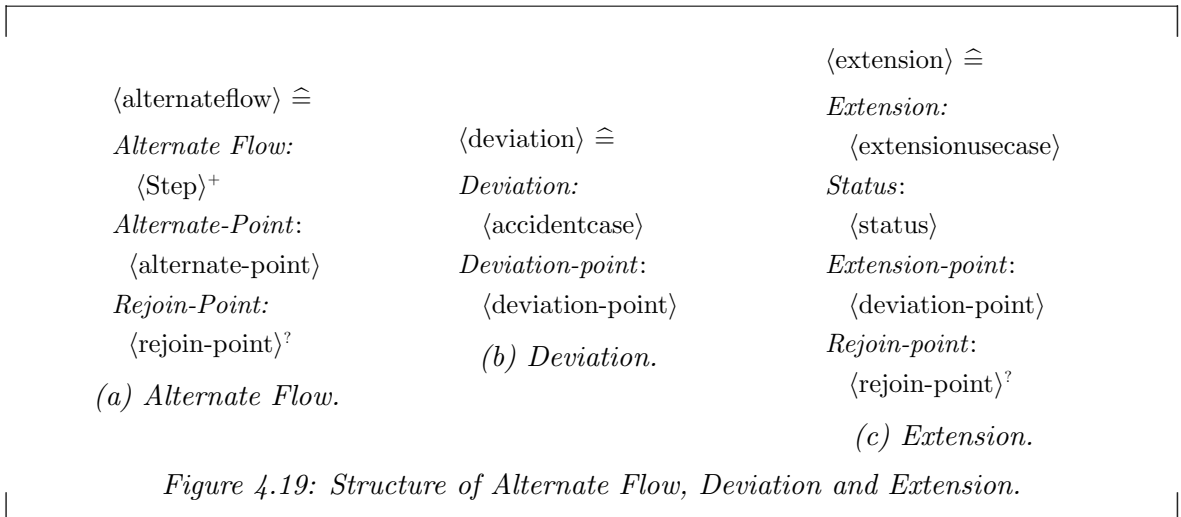 ⟨alternateflow⟩ ≙
Alternate Flow:
⟨Step⟩⁺
Alternate-Point:
⟨alternate-point⟩
Rejoin-Point:
⟨rejoin-point⟩?
(a) Alternate Flow.
⟨deviation⟩ ≙
Deviation:
⟨accidentcase⟩
Deviation-point:
⟨deviation-point⟩
(b) Deviation.
⟨extension⟩ ≙
Extension:
⟨extensionusecase⟩
Status:
⟨status⟩
Extension-point:
⟨deviation-point⟩
Rejoin-point:
⟨rejoin-point⟩?
(c) Extension.
Figure 4.19: Structure of Alternate Flow, Deviation and Extension.